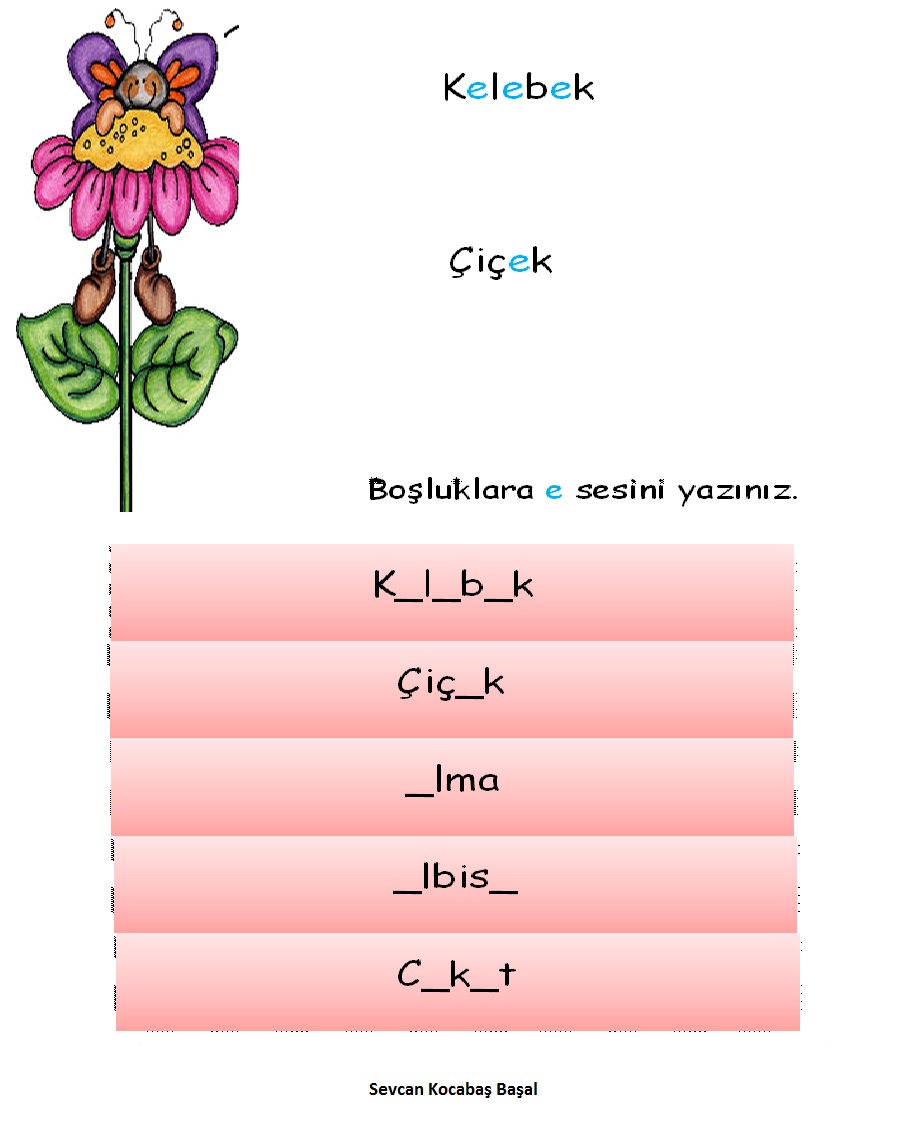 Kelebek
Çiçek
Boşluklara e sesini yazınız.
K_l_b_k
Çiç_k
_lma
_lbis_
C_k_t
Sevcan Kocabaş Başal